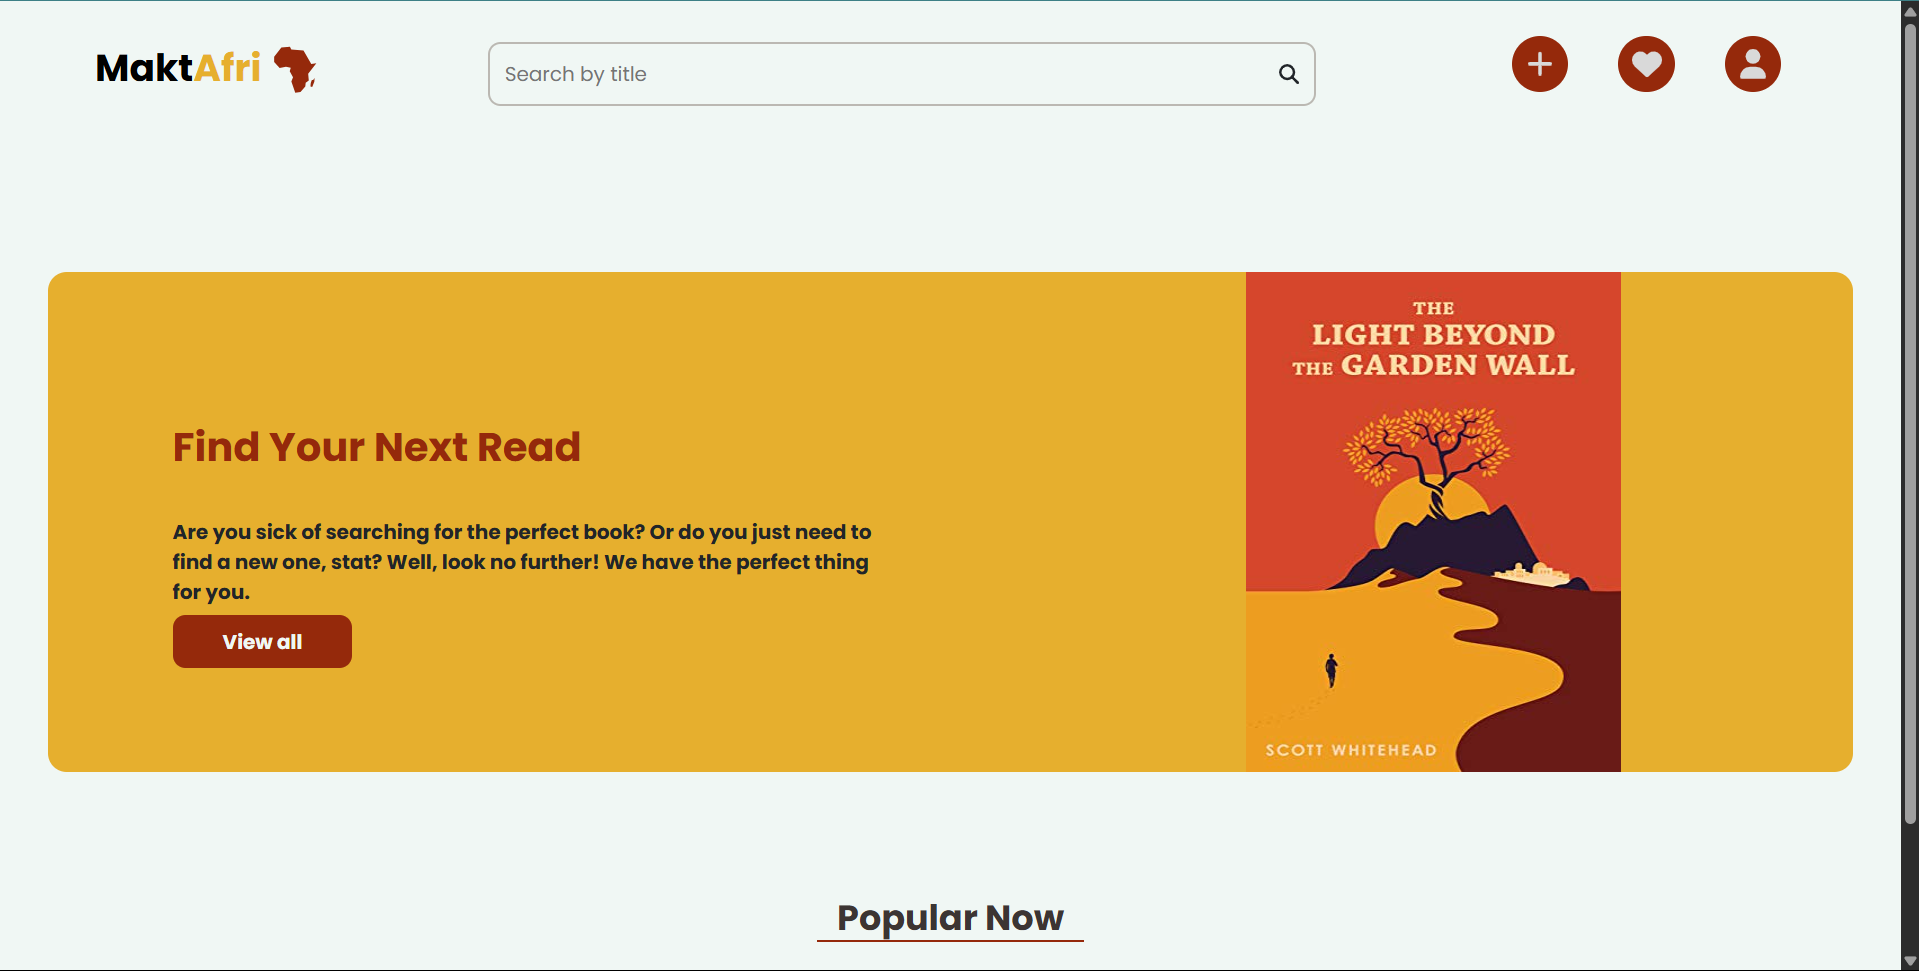 MaktAfri
Search by title
Find Your Next Read
Are you sick of searching for the perfect book? Or do you just need to
find a new one, stat? Well, look no further! We have the perfect thing
for you.
View all
THE
LIGHT BEYOND
THE GARDEN WALL
SCOTT WHITEHEAD
Popular Now